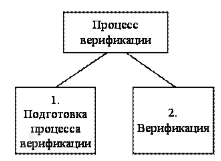 Процесс
верификации
1.
Подготовка
процесса
верификации
2.
Верификация